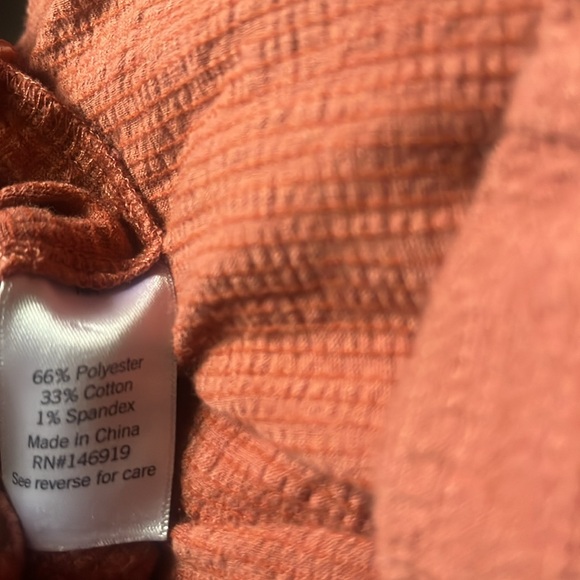 66% Polyester
33% Cotton
1% Spandex
Made in China
RN#146919
See reverse for care